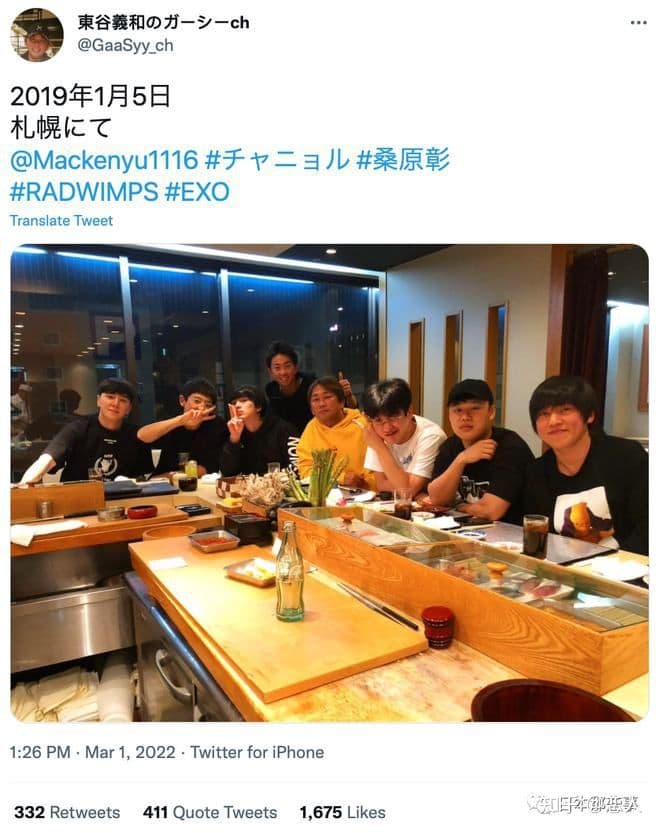 東谷義和のガーシーch
@GaaSyy_ch
2019年1月5日
札幌にて
@Mackenyu1116 #チャニョル #桑原彰
#RADWIMPS #EXO
Translate Tweet
1:26 PM · Mar 1, 2022 · Twitter for iPhone
332 Retweets 411 Quote Tweets 1,675 Likes